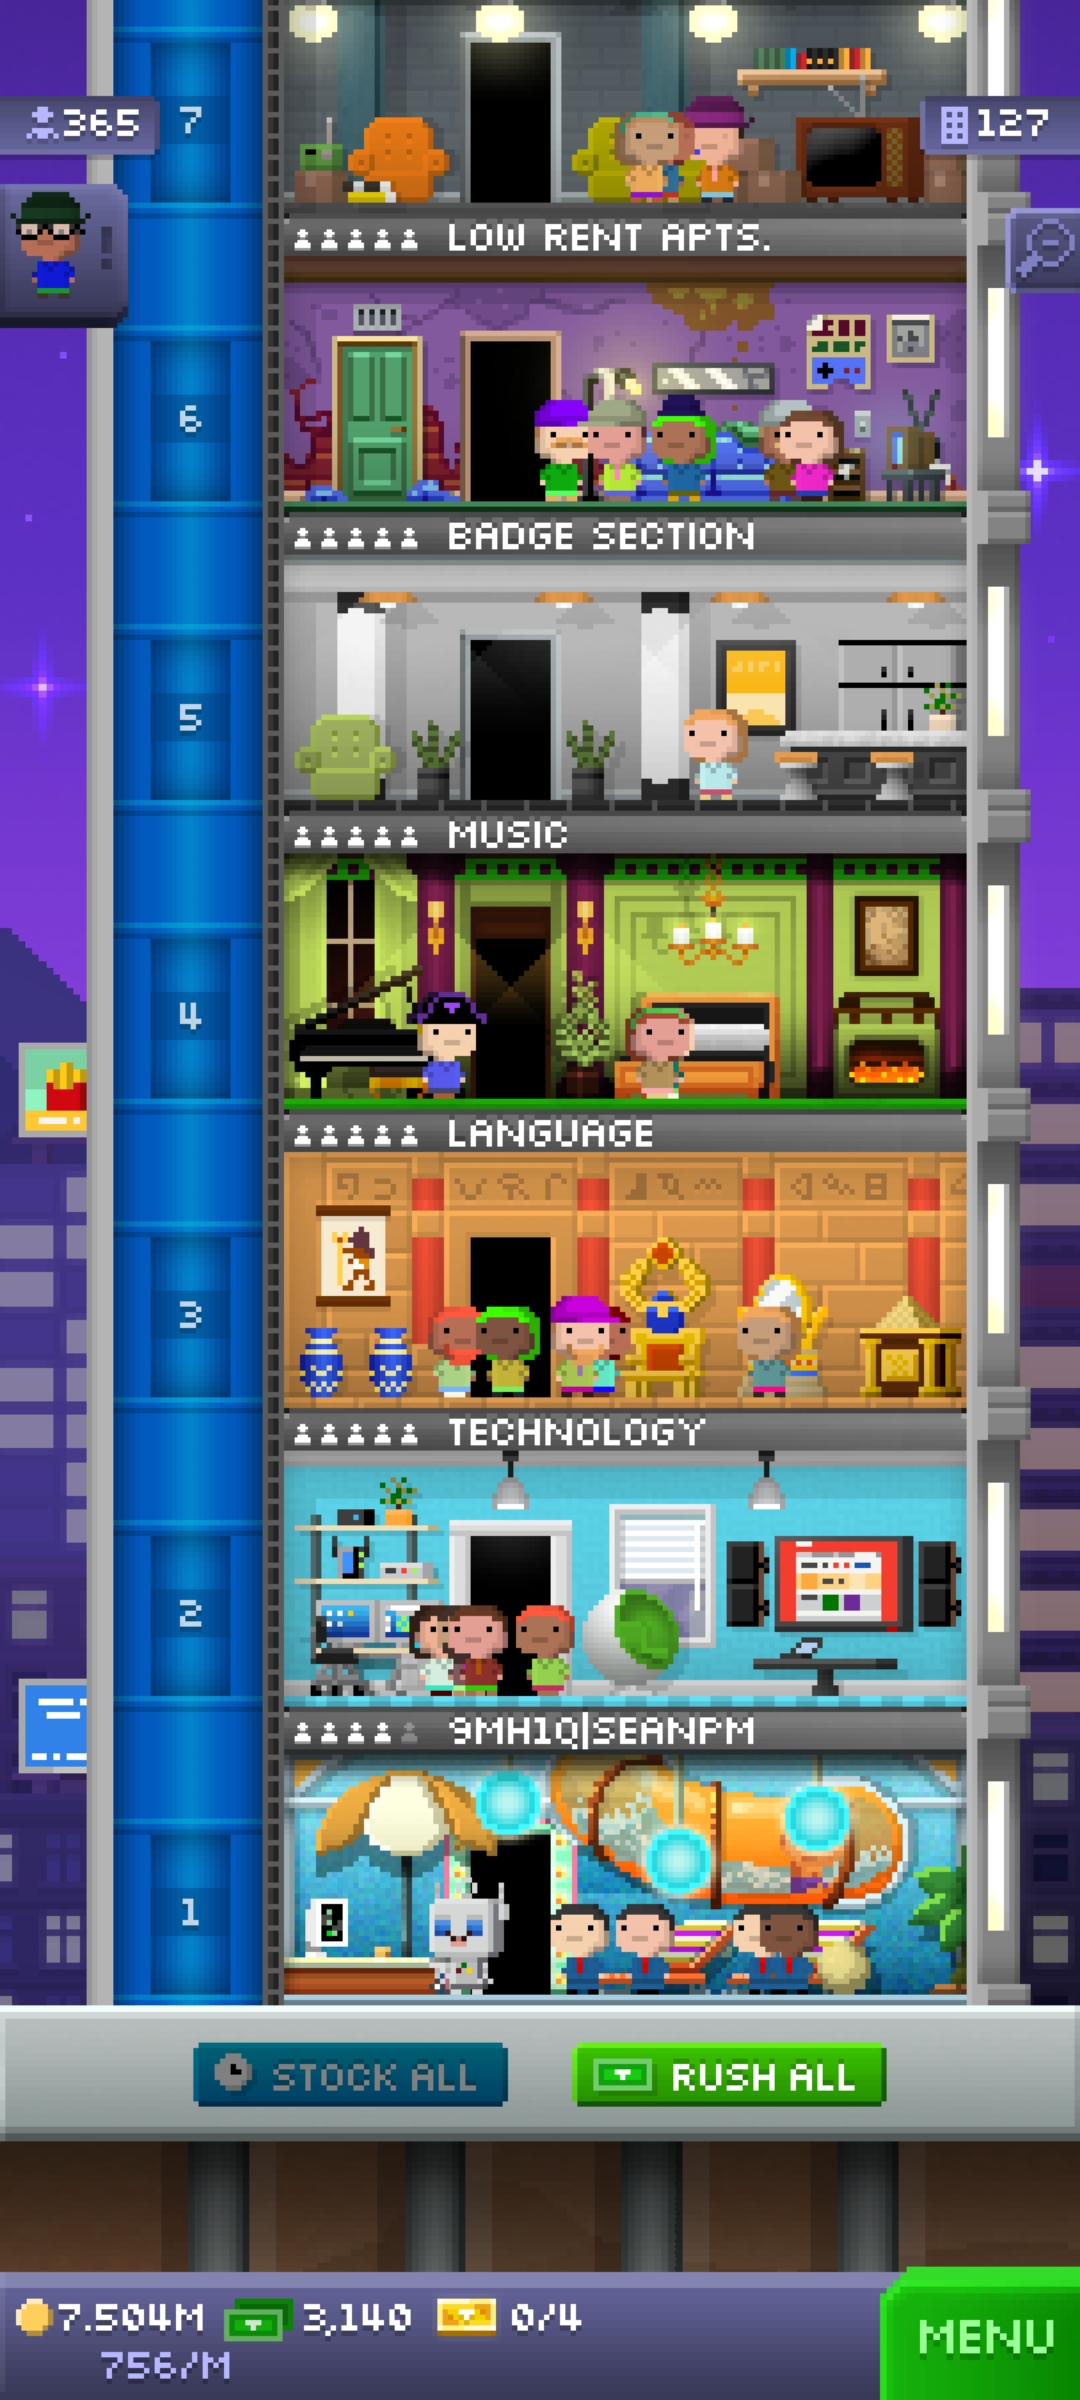 365
7
127
LOW RENT APTS.
6
BADGE SECTION
5
MUSIC
4
LANGUAGE
3
TECHNOLOGY
2
9MH1Q|SEANPM
1
STOCK ALL
RUSH ALL
7.504M
3,140
0/4
756/M
MENU